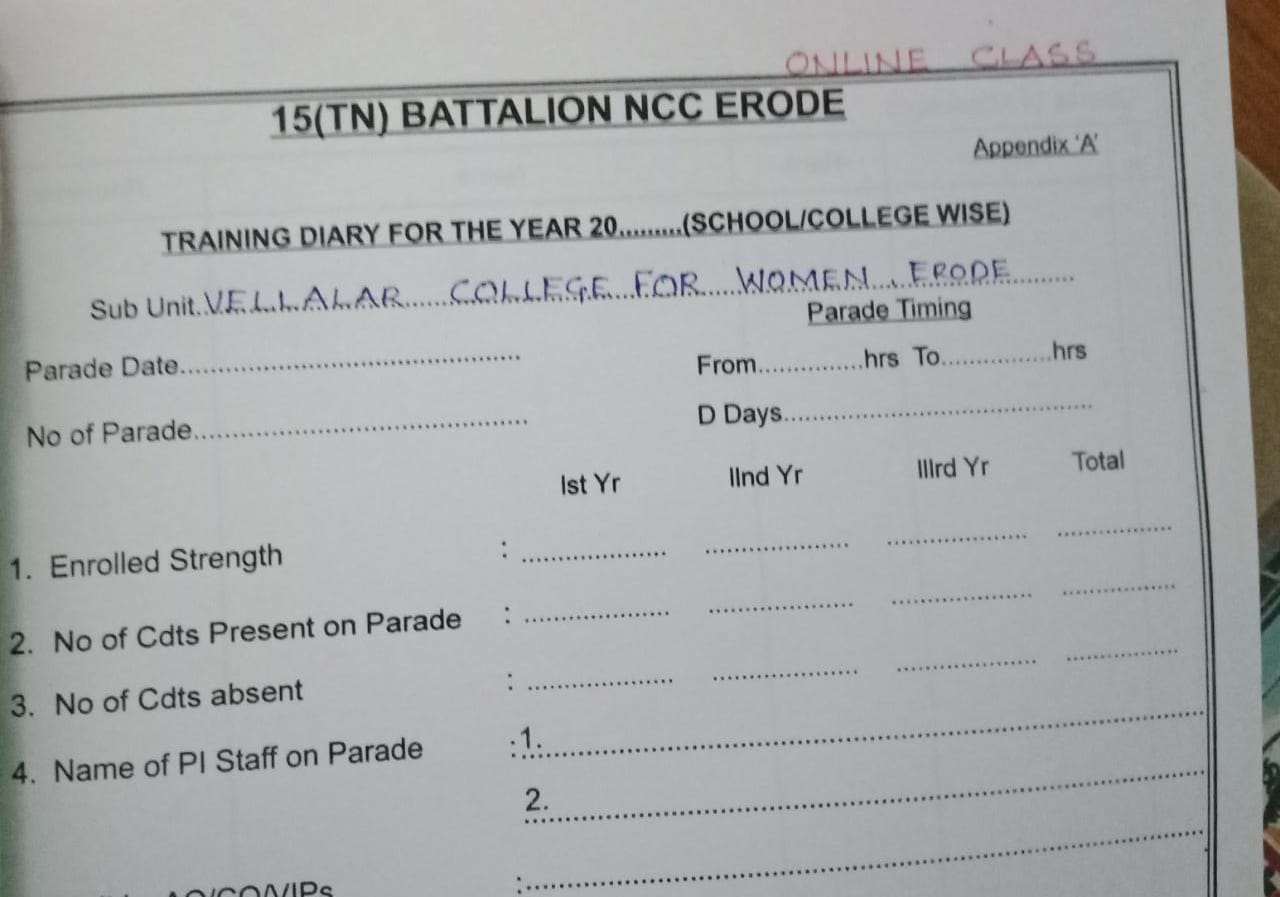 ONLINE CLASS
15(TN) BATTALION NCC ERODE
Appendix 'A'
TRAINING DIARY FOR THE YEAR 20.........(SCHOOL/COLLEGE WISE)
Sub Unit..VELLALAR......COLLEGE..FOR.....WOMEN...ERODE..........
Parade Timing
Parade Date............................................. From...............hrs To................hrs
No of Parade............................................. D Days..........................................
Ist Yr IInd Yr IIIrd Yr Total
1. Enrolled Strength : .................... .................... .................... ................
2. No of Cdts Present on Parade : .................... .................... .................... ................
3. No of Cdts absent : .................... .................... .................... ................
4. Name of PI Staff on Parade :1...........................................................................
2...........................................................................
:...........................................................................